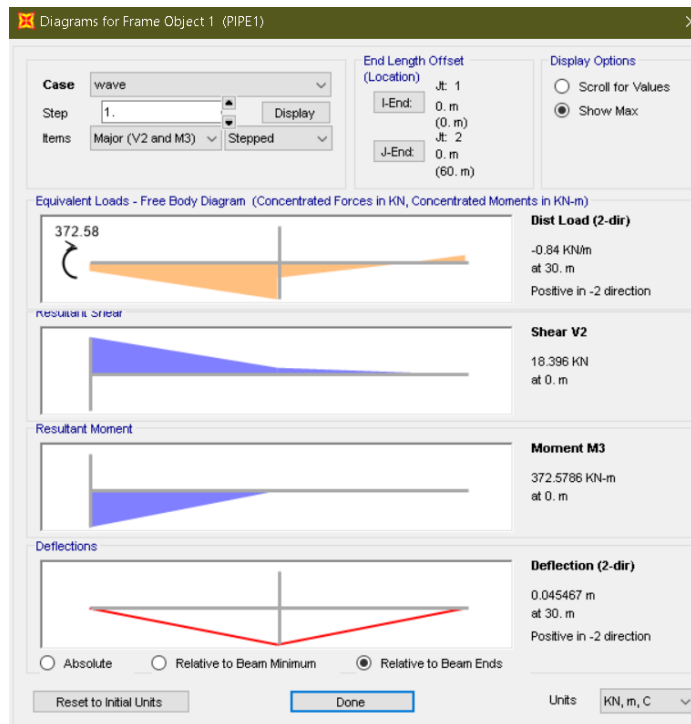 Diagrams for Frame Object 1 (PIPE1)
Case wave
Step 1. Display
Items Major (V2 and M3) Stepped
End Length Offset
(Location)
I-End:
Jt: 1
0. m
(0. m)
J-End:
Jt: 2
0. m
(60. m)
Display Options
Scroll for Values
Show Max
Equivalent Loads - Free Body Diagram (Concentrated Forces in KN, Concentrated Moments in KN-m)
372.58
Dist Load (2-dir)
-0.84 KN/m
at 30. m
Positive in -2 direction
Resultant Shear
Shear V2
18.396 KN
at 0. m
Resultant Moment
Moment M3
372.5786 KN-m
at 0. m
Deflections
Deflection (2-dir)
0.045467 m
at 30. m
Positive in -2 direction
Absolute Relative to Beam Minimum Relative to Beam Ends
Reset to Initial Units Done Units KN, m, C